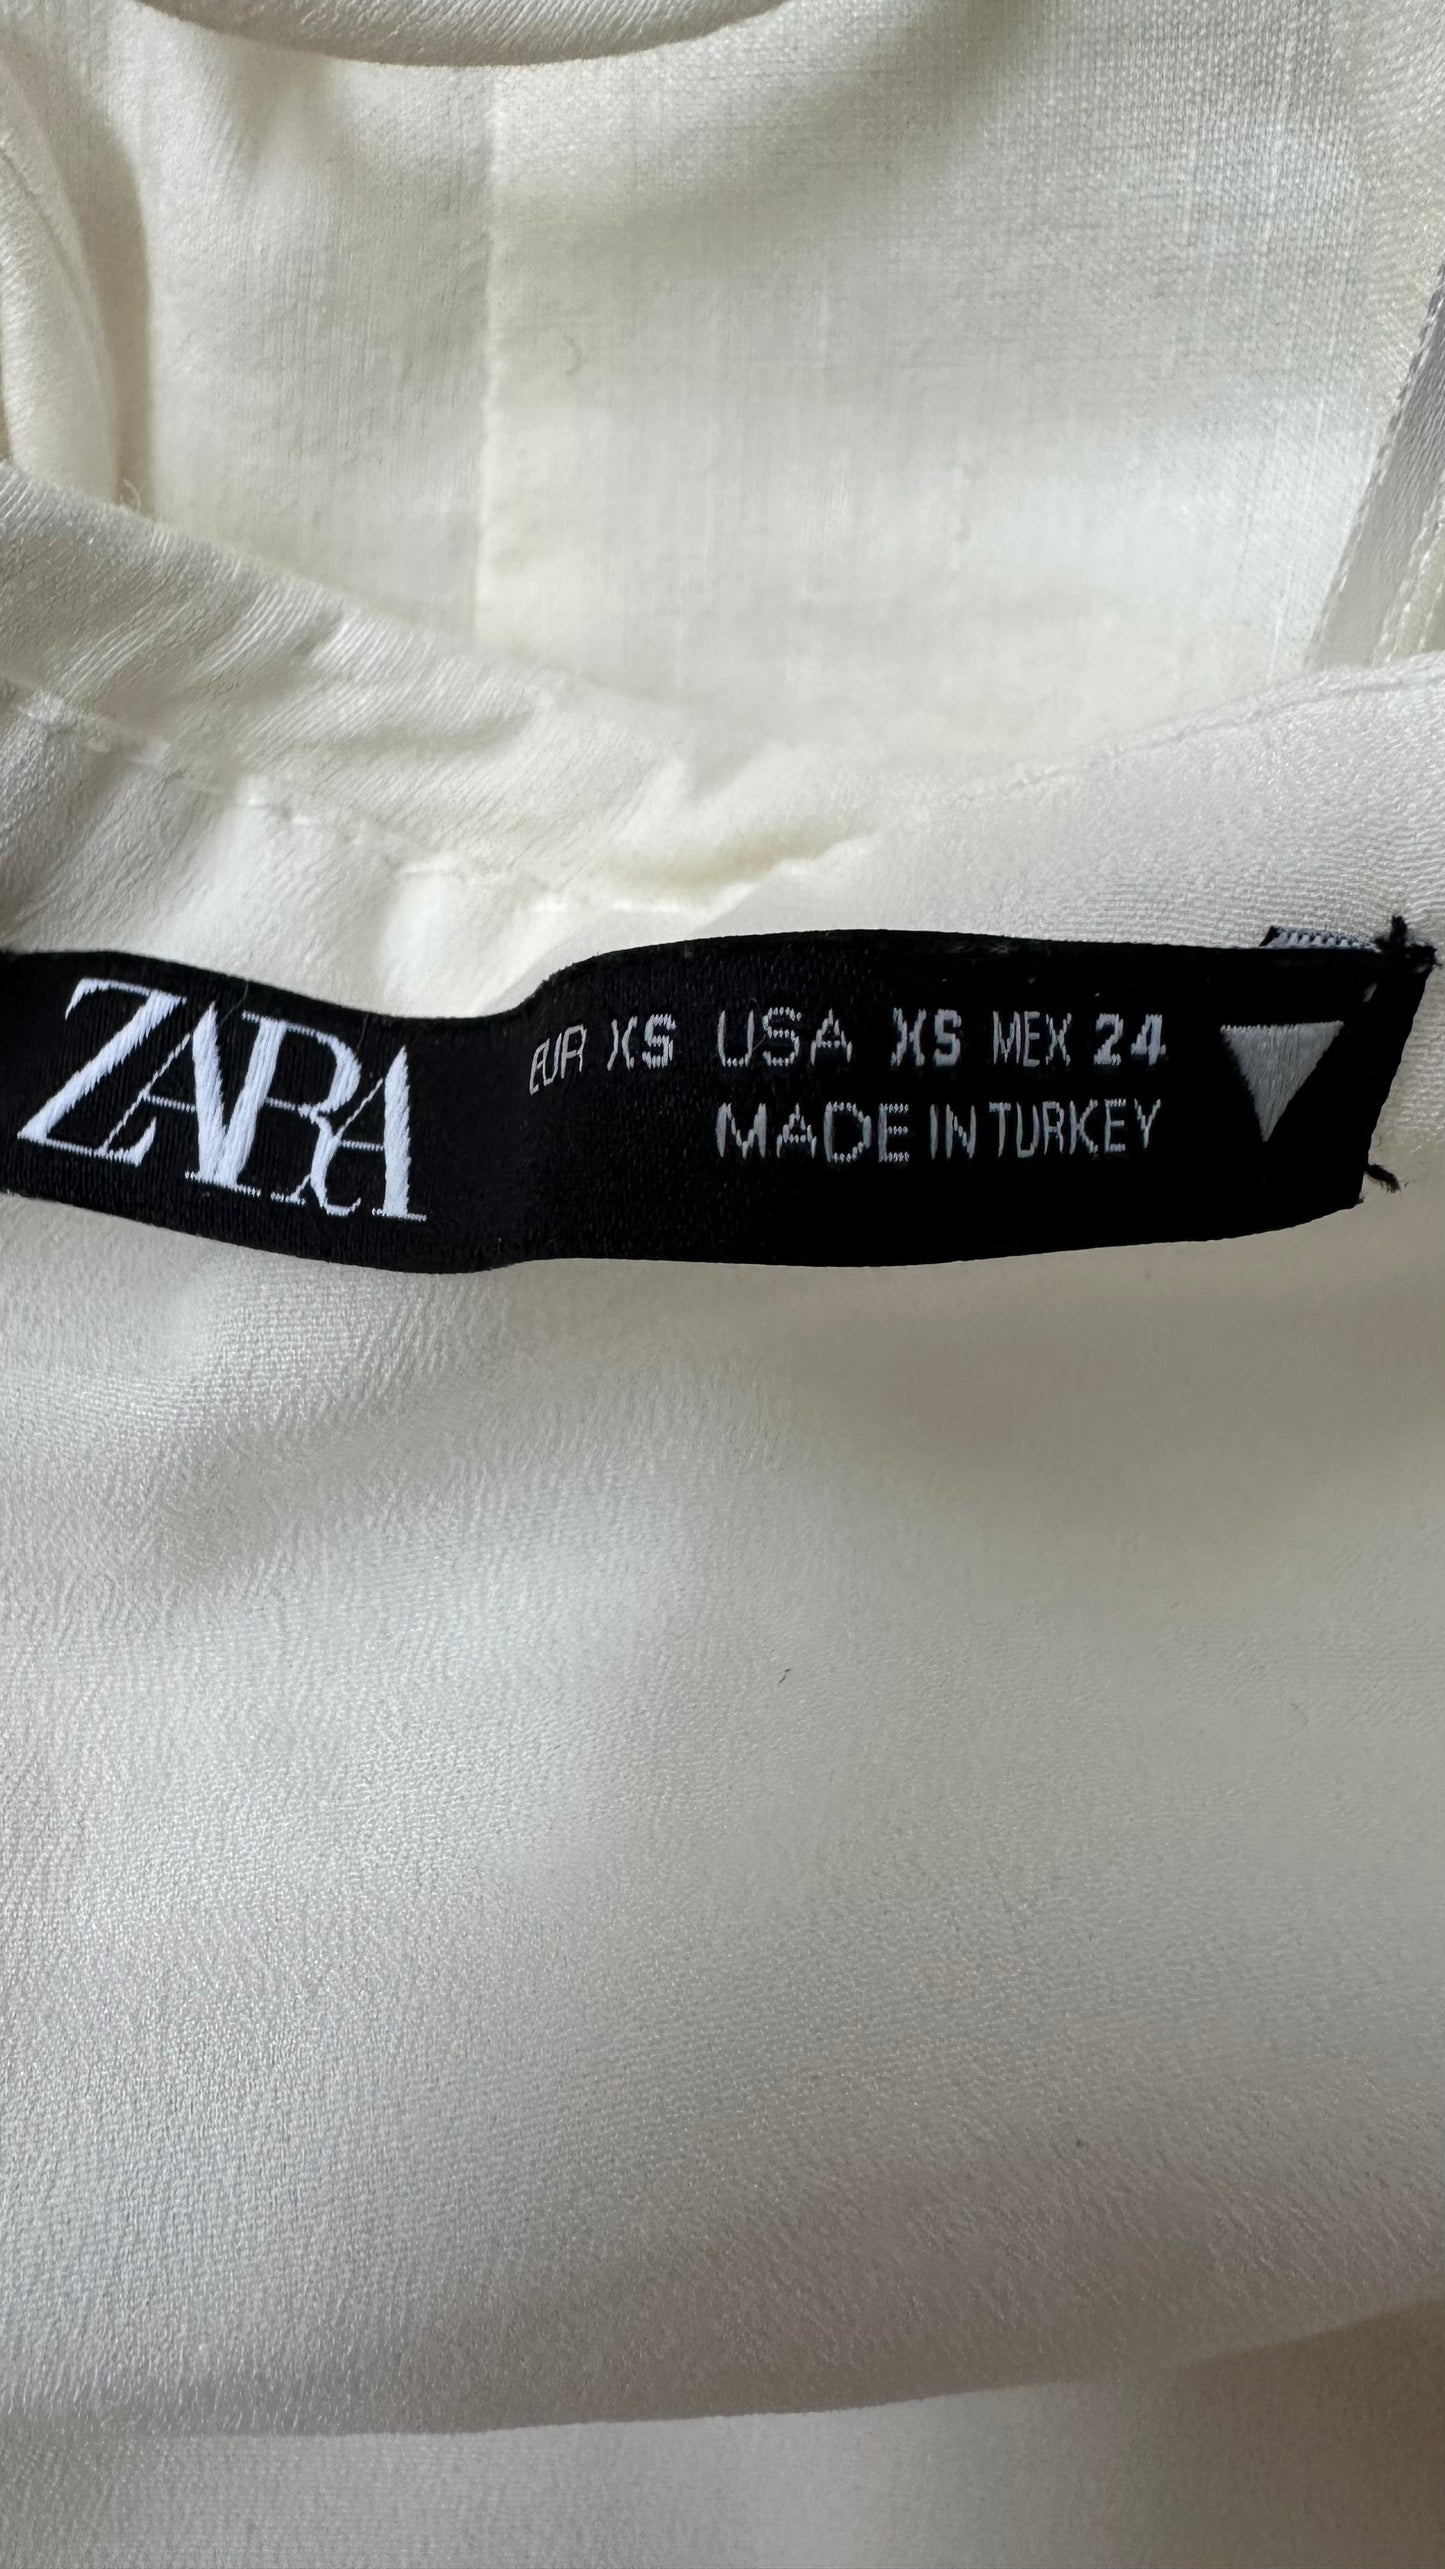 ZARA
EUR XS USA XS MEX 24
MADE IN TURKEY